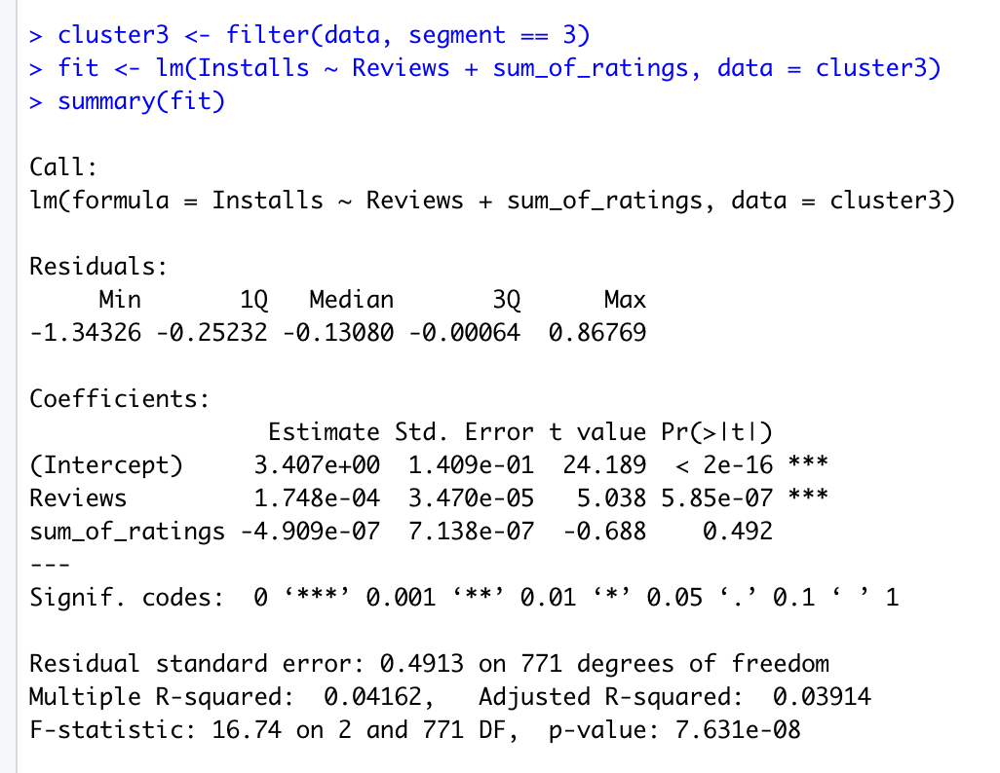 > cluster3 <- filter(data, segment == 3)
> fit <- lm(Installs ~ Reviews + sum_of_ratings, data = cluster3)
> summary(fit)
Call:
lm(formula = Installs ~ Reviews + sum_of_ratings, data = cluster3)
Residuals:
     Min       1Q   Median       3Q      Max
-1.34326 -0.25232 -0.13080 -0.00064  0.86769
Coefficients:
                 Estimate Std. Error t value Pr(>|t|)
(Intercept)     3.407e+00  1.409e-01  24.189  < 2e-16 ***
Reviews         1.748e-04  3.470e-05   5.038 5.85e-07 ***
sum_of_ratings -4.909e-07  7.138e-07  -0.688    0.492
---
Signif. codes:  0 ‘***’ 0.001 ‘**’ 0.01 ‘*’ 0.05 ‘.’ 0.1 ‘ ’ 1
Residual standard error: 0.4913 on 771 degrees of freedom
Multiple R-squared:  0.04162,   Adjusted R-squared:  0.03914
F-statistic: 16.74 on 2 and 771 DF,  p-value: 7.631e-08